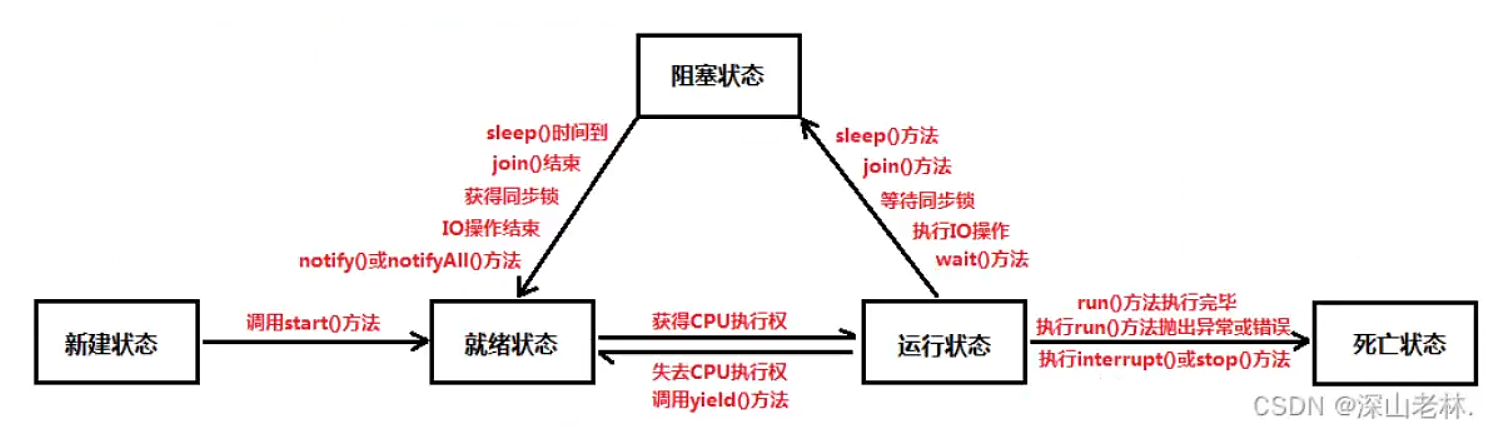 阻塞状态
sleep()时间到
join()结束
获得同步锁
IO操作结束
notify()或notifyAll()方法
sleep()方法
join()方法
等待同步锁
执行IO操作
wait()方法
新建状态
调用start()方法
就绪状态
获得CPU执行权
失去CPU执行权
调用yield()方法
运行状态
run()方法执行完毕
执行run()方法抛出异常或错误
执行interrupt()或stop()方法
死亡状态
CSDN @深山老林.